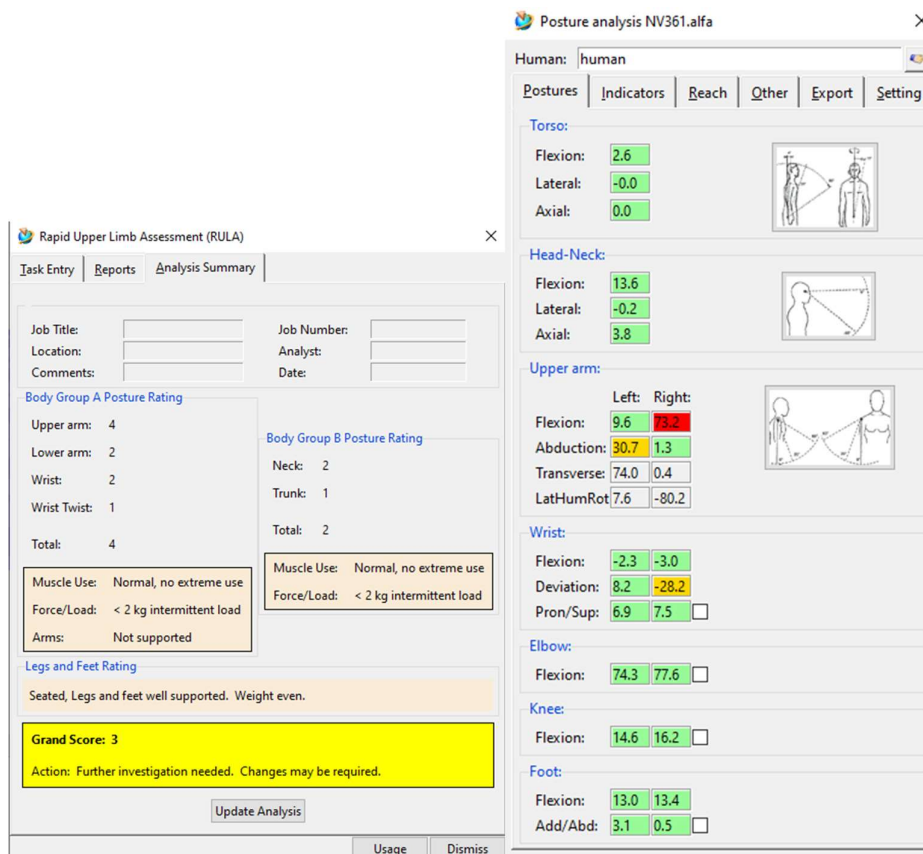 Rapid Upper Limb Assessment (RULA)
Task Entry Reports Analysis Summary
Job Title: Job Number:
Location: Analyst:
Comments: Date:
Body Group A Posture Rating
Upper arm: 4
Lower arm: 2
Wrist: 2
Wrist Twist: 1
Total: 4
Muscle Use: Normal, no extreme use
Force/Load: < 2 kg intermittent load
Arms: Not supported
Body Group B Posture Rating
Neck: 2
Trunk: 1
Total: 2
Muscle Use: Normal, no extreme use
Force/Load: < 2 kg intermittent load
Legs and Feet Rating
Seated, Legs and feet well supported. Weight even.
Grand Score: 3
Action: Further investigation needed. Changes may be required.
Update Analysis
Usage Dismiss
Posture analysis NV361.alfa
Human: human
Postures Indicators Reach Other Export Setting
Torso:
Flexion: 2.6
Lateral: -0.0
Axial: 0.0
Head-Neck:
Flexion: 13.6
Lateral: -0.2
Axial: 3.8
Upper arm:
Left: Right:
Flexion: 9.6 73.2
Abduction: 30.7 1.3
Transverse: 74.0 0.4
LatHumRot 7.6 -80.2
Wrist:
Flexion: -2.3 -3.0
Deviation: 8.2 -28.2
Pron/Sup: 6.9 7.5
Elbow:
Flexion: 74.3 77.6
Knee:
Flexion: 14.6 16.2
Foot:
Flexion: 13.0 13.4
Add/Abd: 3.1 0.5